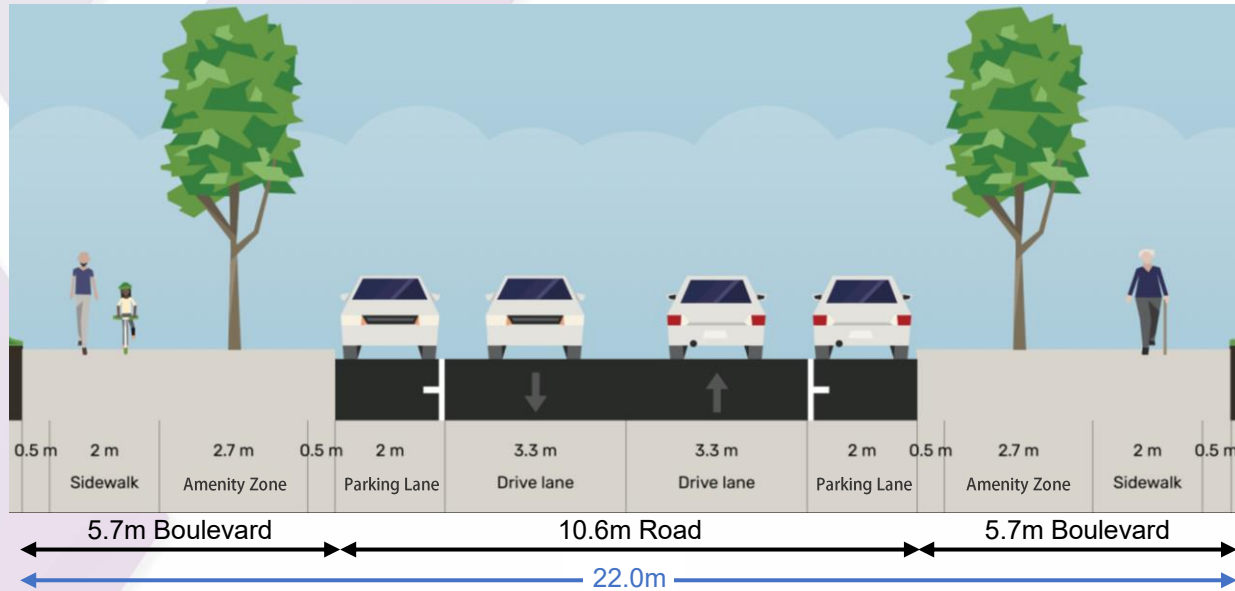 0.5 m 2 m 2.7 m 0.5 m 2 m 3.3 m 3.3 m 2 m 0.5 m 2.7 m 2 m 0.5 m
Sidewalk Amenity Zone Parking Lane Drive lane Drive lane Parking Lane Amenity Zone Sidewalk
5.7m Boulevard 10.6m Road 5.7m Boulevard
22.0m